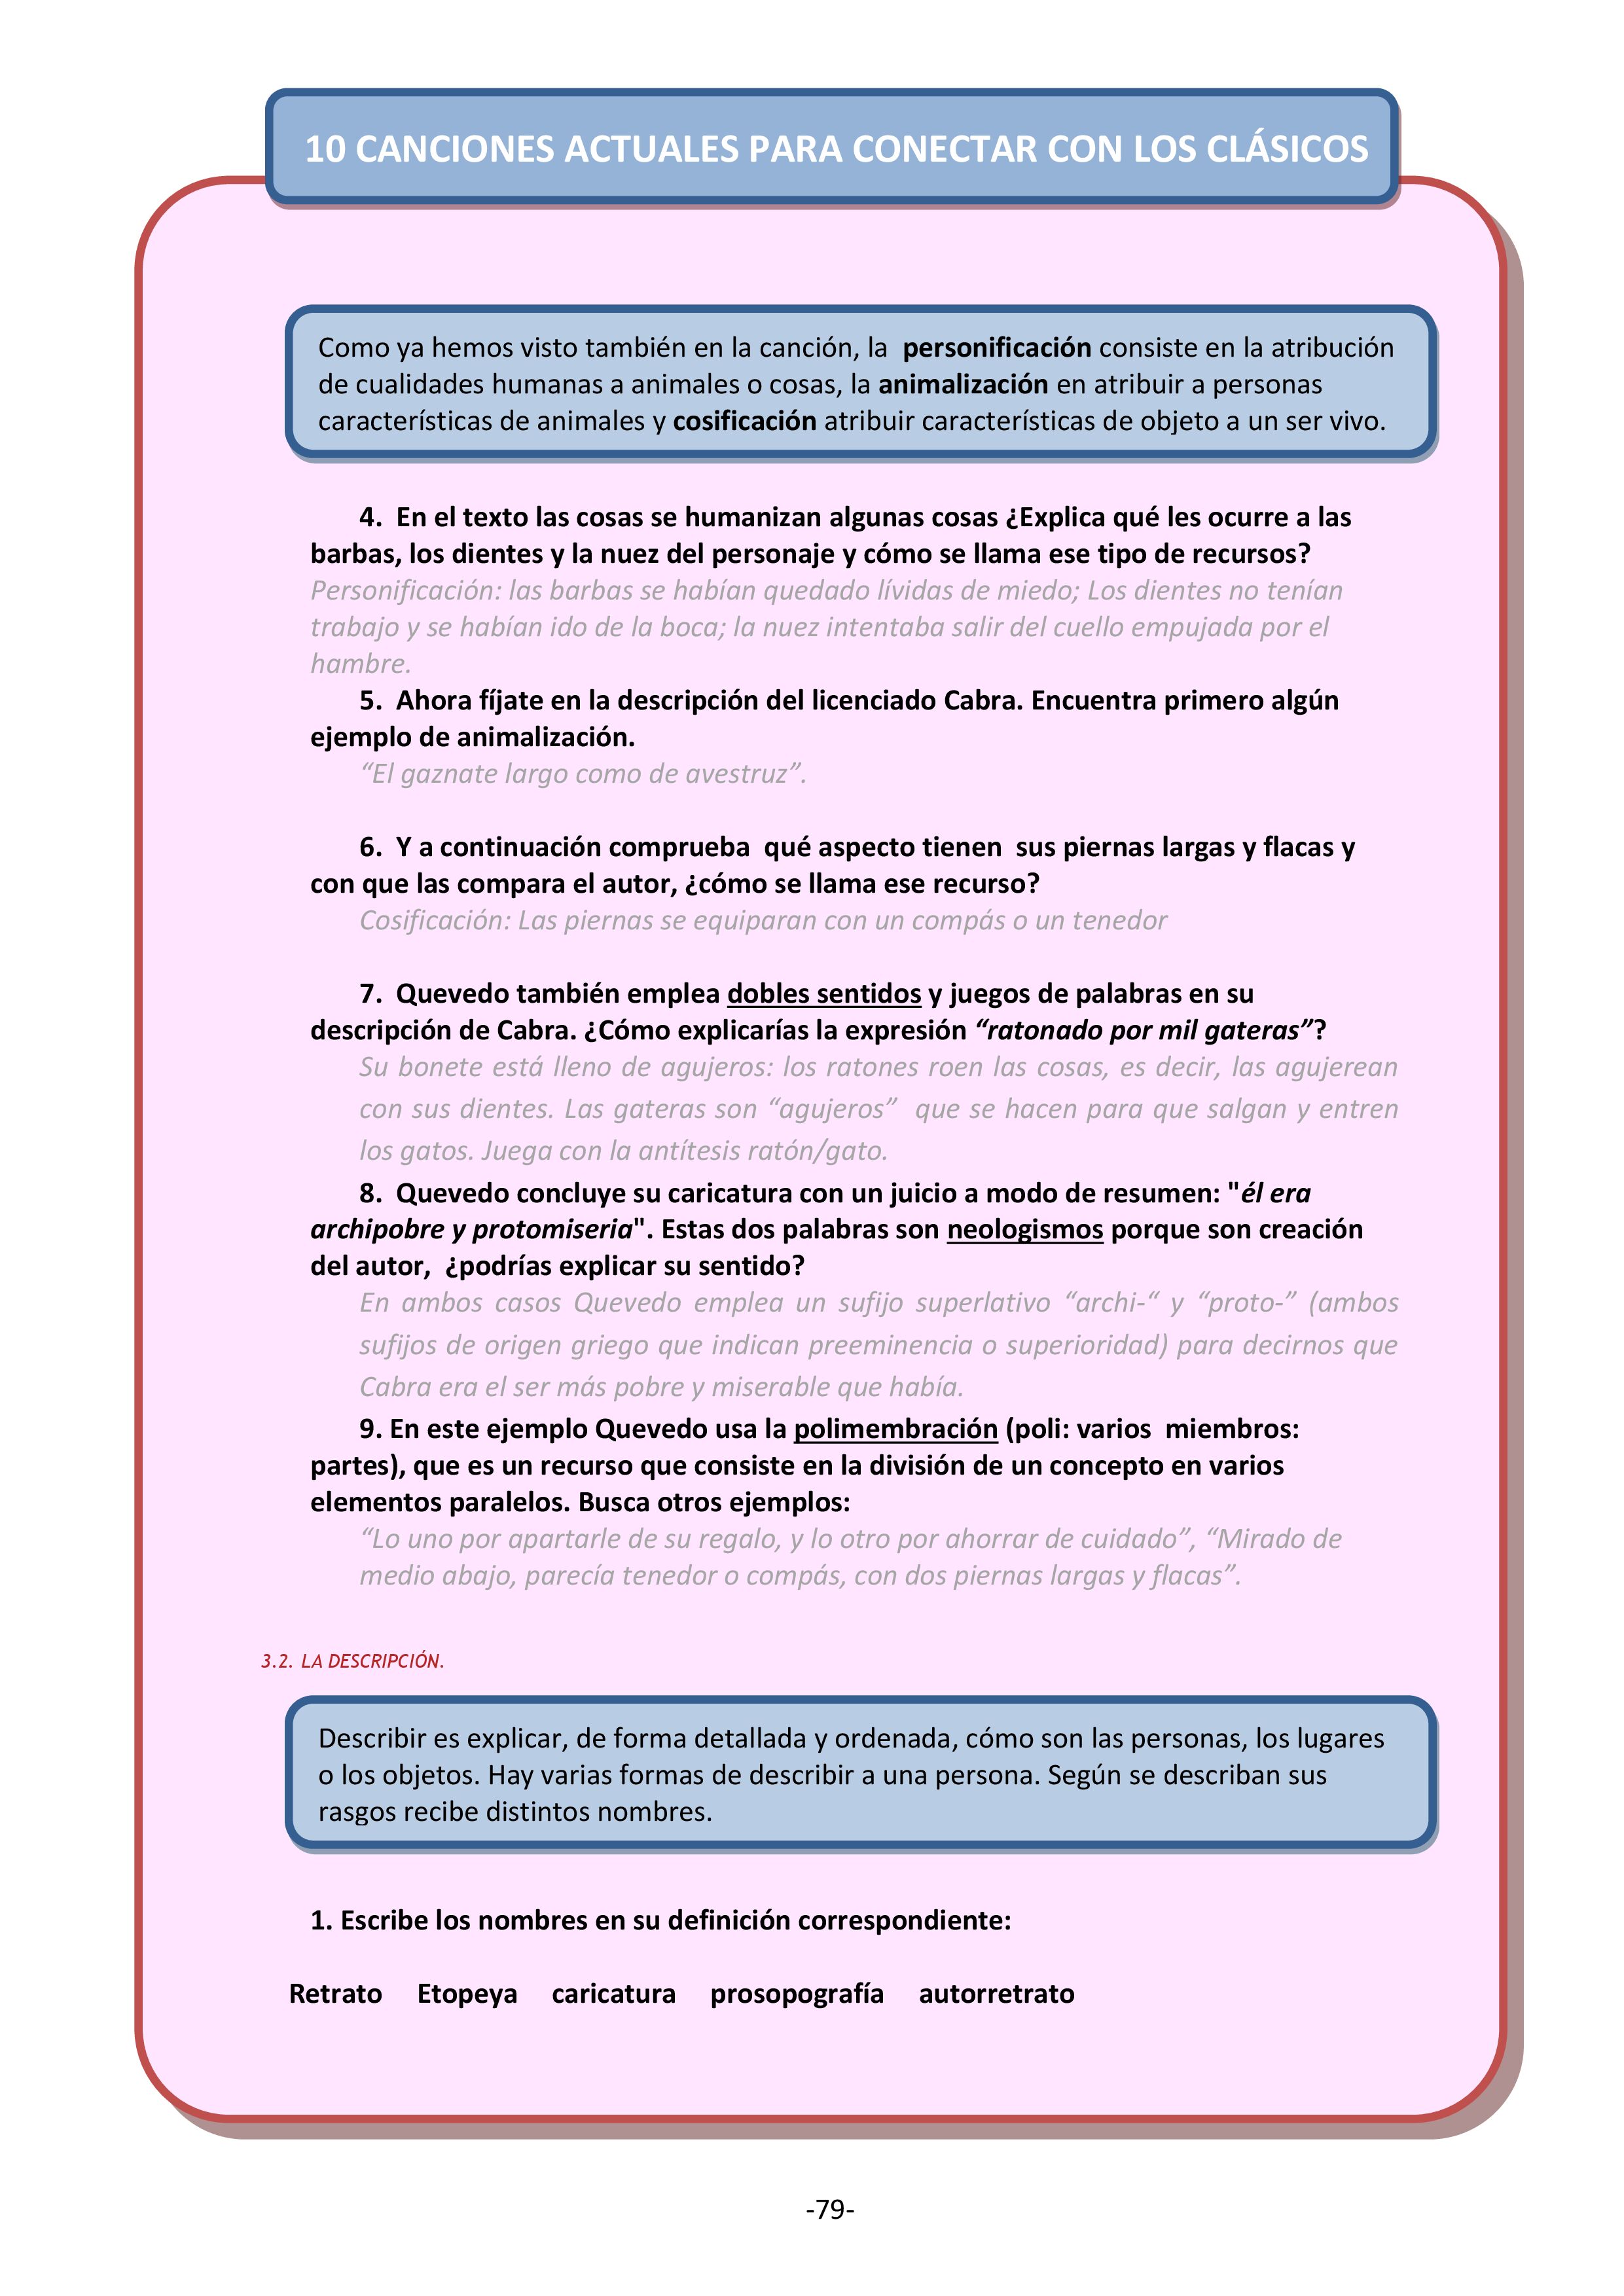 10 CANCIONES ACTUALES PARA CONECTAR CON LOS CLÁSICOS
Como ya hemos visto también en la canción, la  personificación consiste en la atribución
de cualidades humanas a animales o cosas, la animalización en atribuir a personas
características de animales y cosificación atribuir características de objeto a un ser vivo.
4.  En el texto las cosas se humanizan algunas cosas ¿Explica qué les ocurre a las
barbas, los dientes y la nuez del personaje y cómo se llama ese tipo de recursos?
Personificación: las barbas se habían quedado lívidas de miedo; Los dientes no tenían
trabajo y se habían ido de la boca; la nuez intentaba salir del cuello empujada por el
hambre.
5.  Ahora fíjate en la descripción del licenciado Cabra. Encuentra primero algún
ejemplo de animalización.
“El gaznate largo como de avestruz”.
6.  Y a continuación comprueba  qué aspecto tienen  sus piernas largas y flacas y
con que las compara el autor, ¿cómo se llama ese recurso?
Cosificación: Las piernas se equiparan con un compás o un tenedor
7.  Quevedo también emplea dobles sentidos y juegos de palabras en su
descripción de Cabra. ¿Cómo explicarías la expresión “ratonado por mil gateras”?
Su bonete está lleno de agujeros: los ratones roen las cosas, es decir, las agujerean
con sus dientes. Las gateras son “agujeros”  que se hacen para que salgan y entren
los gatos. Juega con la antítesis ratón/gato.
8.  Quevedo concluye su caricatura con un juicio a modo de resumen: "él era
archipobre y protomiseria". Estas dos palabras son neologismos porque son creación
del autor,  ¿podrías explicar su sentido?
En ambos casos Quevedo emplea un sufijo superlativo “archi-“ y “proto-” (ambos
sufijos de origen griego que indican preeminencia o superioridad) para decirnos que
Cabra era el ser más pobre y miserable que había.
9. En este ejemplo Quevedo usa la polimembración (poli: varios  miembros:
partes), que es un recurso que consiste en la división de un concepto en varios
elementos paralelos. Busca otros ejemplos:
“Lo uno por apartarle de su regalo, y lo otro por ahorrar de cuidado”, “Mirado de
medio abajo, parecía tenedor o compás, con dos piernas largas y flacas”.
3.2. LA DESCRIPCIÓN.
Describir es explicar, de forma detallada y ordenada, cómo son las personas, los lugares
o los objetos. Hay varias formas de describir a una persona. Según se describan sus
rasgos recibe distintos nombres.
1. Escribe los nombres en su definición correspondiente:
Retrato    Etopeya    caricatura    prosopografía    autorretrato
-79-